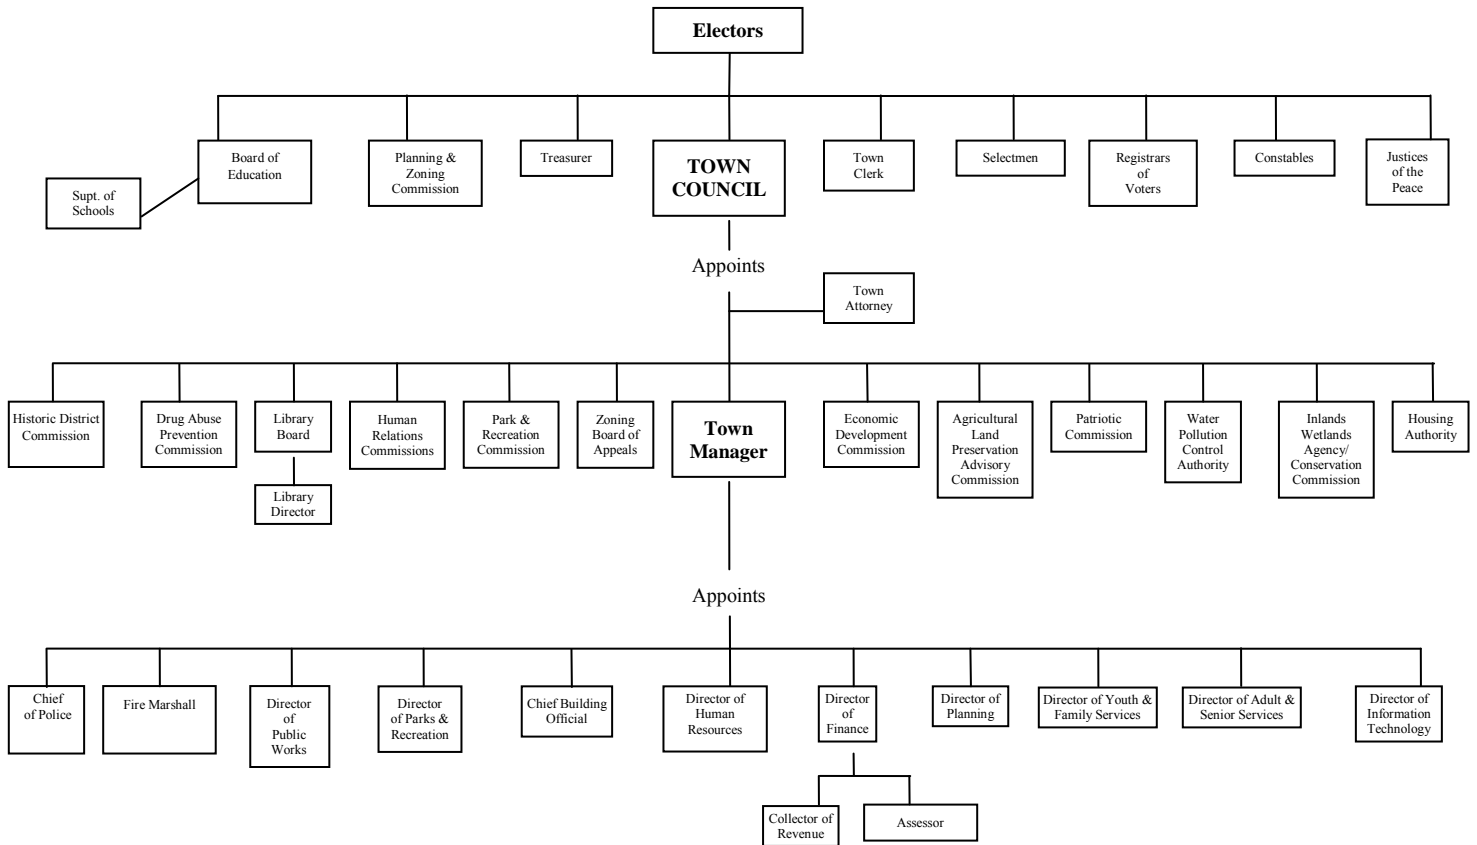 Electors
Board of
Education
Planning &
Zoning
Commission
Treasurer
TOWN
COUNCIL
Town
Clerk
Selectmen
Registrars
of
Voters
Constables
Justices
of the
Peace
Supt. of
Schools
Appoints
Town
Attorney
Historic District
Commission
Drug Abuse
Prevention
Commission
Library
Board
Human
Relations
Commissions
Park &
Recreation
Commission
Zoning
Board of
Appeals
Town
Manager
Economic
Development
Commission
Agricultural
Land
Preservation
Advisory
Commission
Patriotic
Commission
Water
Pollution
Control
Authority
Inlands
Wetlands
Agency/
Conservation
Commission
Housing
Authority
Library
Director
Appoints
Chief
of Police
Fire Marshall
Director
of
Public
Works
Director
of Parks &
Recreation
Chief Building
Official
Director of
Human
Resources
Director
of
Finance
Director of
Planning
Director of Youth &
Family Services
Director of Adult &
Senior Services
Director of
Information
Technology
Collector of
Revenue
Assessor